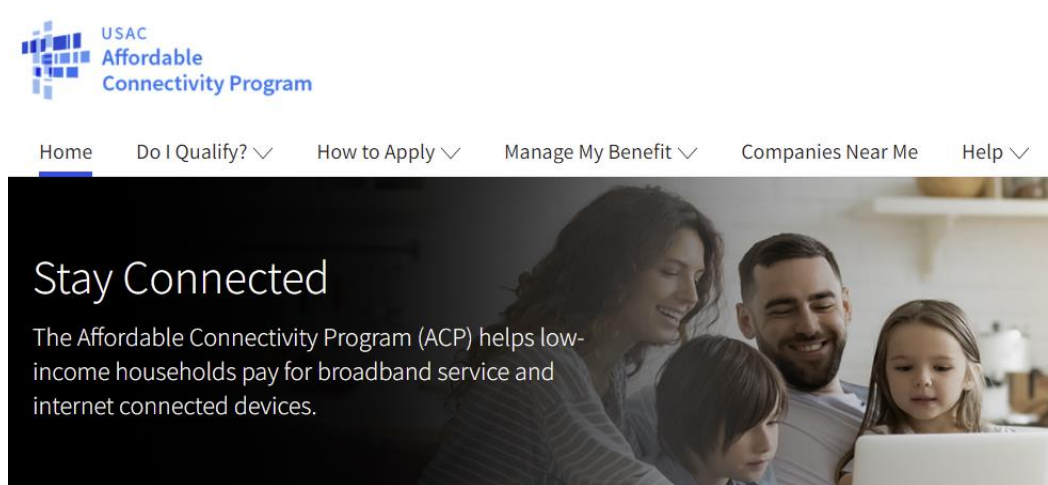 USAC
Affordable
Connectivity Program
Home Do I Qualify? How to Apply Manage My Benefit Companies Near Me Help
Stay Connected
The Affordable Connectivity Program (ACP) helps low-
income households pay for broadband service and
internet connected devices.